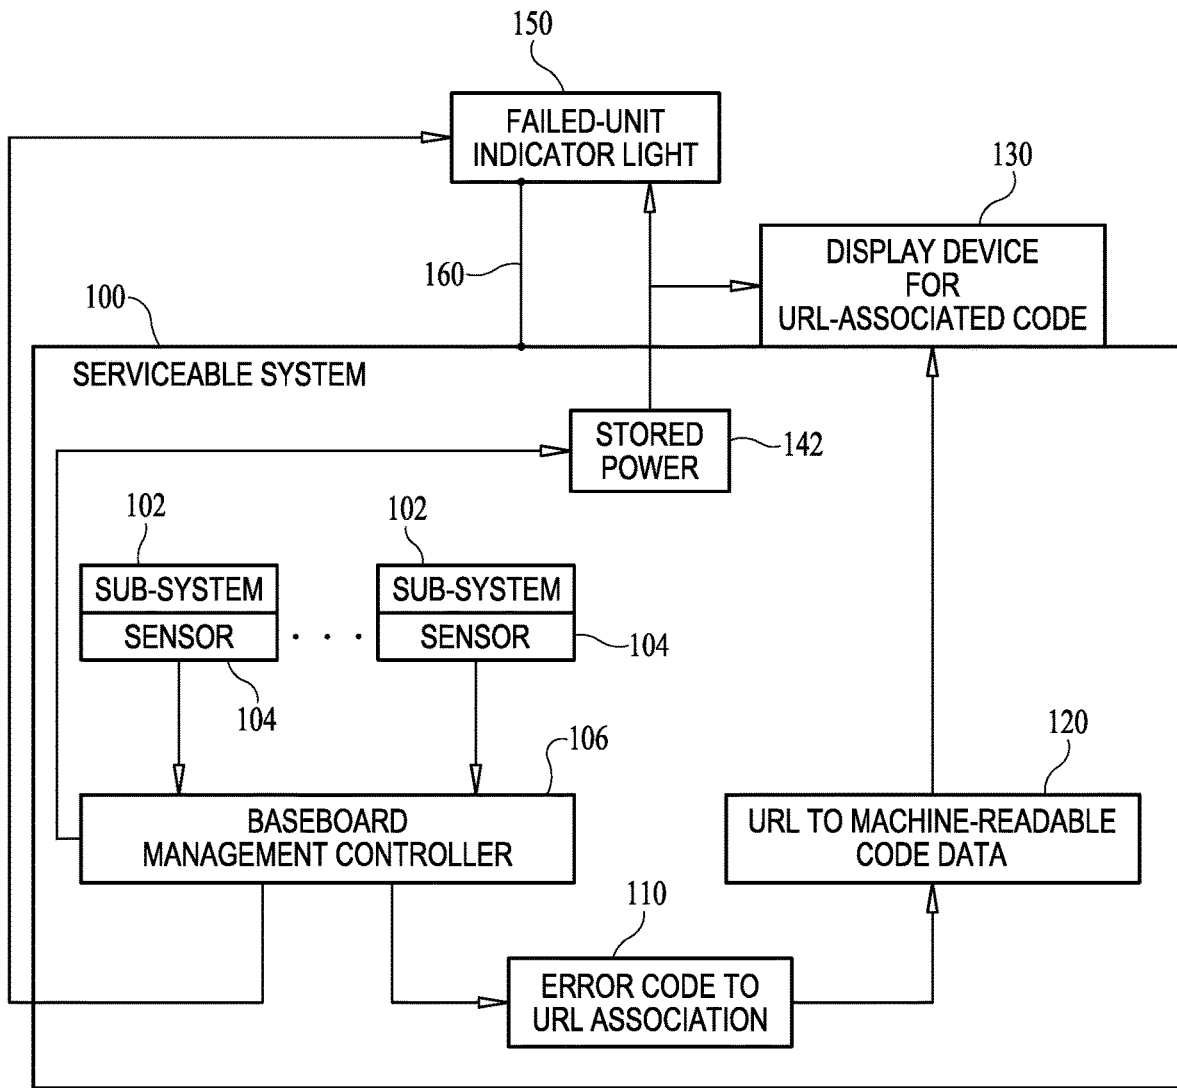 150
FAILED-UNIT
INDICATOR LIGHT
130
DISPLAY DEVICE
FOR
URL-ASSOCIATED CODE
160
100
SERVICEABLE SYSTEM
STORED
POWER
142
102
102
SUB-SYSTEM
SENSOR
. . .
SUB-SYSTEM
SENSOR
104
104
106
120
BASEBOARD
MANAGEMENT CONTROLLER
URL TO MACHINE-READABLE
CODE DATA
110
ERROR CODE TO
URL ASSOCIATION